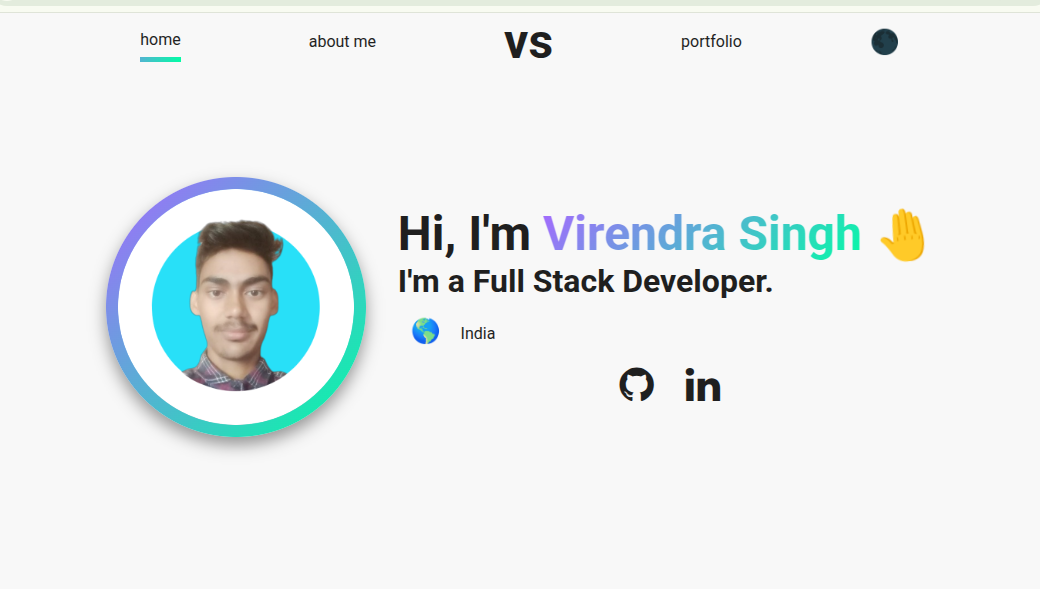 home
about me
VS
portfolio
Hi, I'm Virendra Singh 🤚
I'm a Full Stack Developer.
🌎 India
in